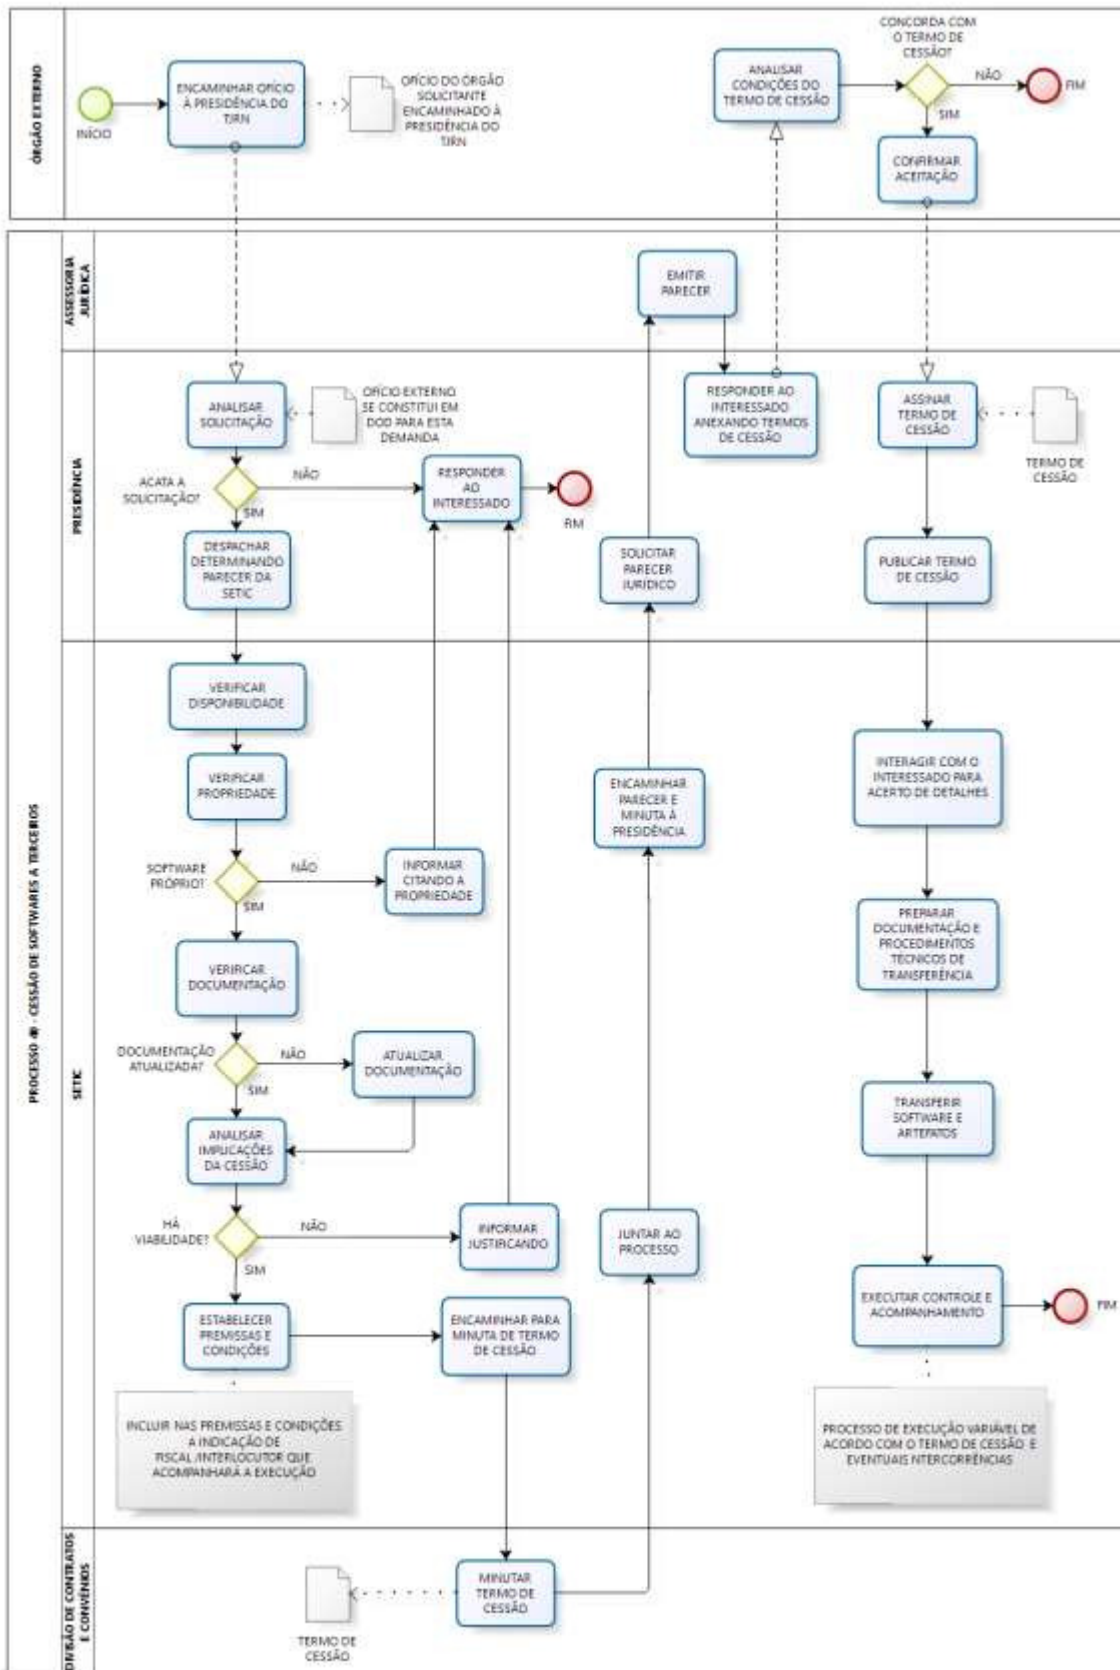 ÓRGÃO EXTERNO
INÍCIO
ENCAMINHAR OFÍCIO
À PRESIDÊNCIA DO
TJRN
OFÍCIO DO ÓRGÃO
SOLICITANTE
ENCAMINHADO À
PRESIDÊNCIA DO
TJRN
ANALISAR
CONDIÇÕES DO
TERMO DE CESSÃO
CONCORDA COM
O TERMO DE
CESSÃO?
NÃO
FIM
SIM
CONFIRMAR
ACEITAÇÃO
PROCESSO 40 - CESSÃO DE SOFTWARES A TERCEIROS
ASSESSORIA
JURÍDICA
EMITIR
PARECER
PRESIDÊNCIA
ANALISAR
SOLICITAÇÃO
OFÍCIO EXTERNO
SE CONSTITUI EM
DOD PARA ESTA
DEMANDA
RESPONDER AO
INTERESSADO
ANEXANDO TERMOS
DE CESSÃO
ASSINAR
TERMO DE
CESSÃO
TERMO DE
CESSÃO
ACATA A
SOLICITAÇÃO?
NÃO
SIM
RESPONDER
AO
INTERESSADO
FIM
DESPACHAR
DETERMINANDO
PARECER DA
SETIC
SOLICITAR
PARECER
JURÍDICO
PUBLICAR TERMO
DE CESSÃO
SETIC
VERIFICAR
DISPONIBILIDADE
VERIFICAR
PROPRIEDADE
ENCAMINHAR
PARECER E
MINUTA À
PRESIDÊNCIA
INTERAGIR COM O
INTERESSADO PARA
ACERTO DE DETALHES
SOFTWARE
PRÓPRIO?
NÃO
SIM
INFORMAR
CITANDO A
PROPRIEDADE
VERIFICAR
DOCUMENTAÇÃO
PREPARAR
DOCUMENTAÇÃO E
PROCEDIMENTOS
TÉCNICOS DE
TRANSFERÊNCIA
DOCUMENTAÇÃO
ATUALIZADA?
NÃO
SIM
ATUALIZAR
DOCUMENTAÇÃO
ANALISAR
IMPLICAÇÕES
DA CESSÃO
TRANSFERIR
SOFTWARE E
ARTEFATOS
HÁ
VIABILIDADE?
NÃO
SIM
INFORMAR
JUSTIFICANDO
JUNTAR AO
PROCESSO
ESTABELECER
PREMISSAS E
CONDIÇÕES
ENCAMINHAR PARA
MINUTA DE TERMO
DE CESSÃO
EXECUTAR CONTROLE E
ACOMPANHAMENTO
FIM
INCLUIR NAS PREMISSAS E CONDIÇÕES
A INDICAÇÃO DE
FISCAL /INTERLOCUTOR QUE
ACOMPANHARÁ A EXECUÇÃO
PROCESSO DE EXECUÇÃO VARIÁVEL DE
ACORDO COM O TERMO DE CESSÃO E
EVENTUAIS NTERCORRÊNCIAS
DIVISÃO DE CONTRATOS
E CONVÊNIOS
MINUTAR
TERMO DE
CESSÃO
TERMO DE
CESSÃO